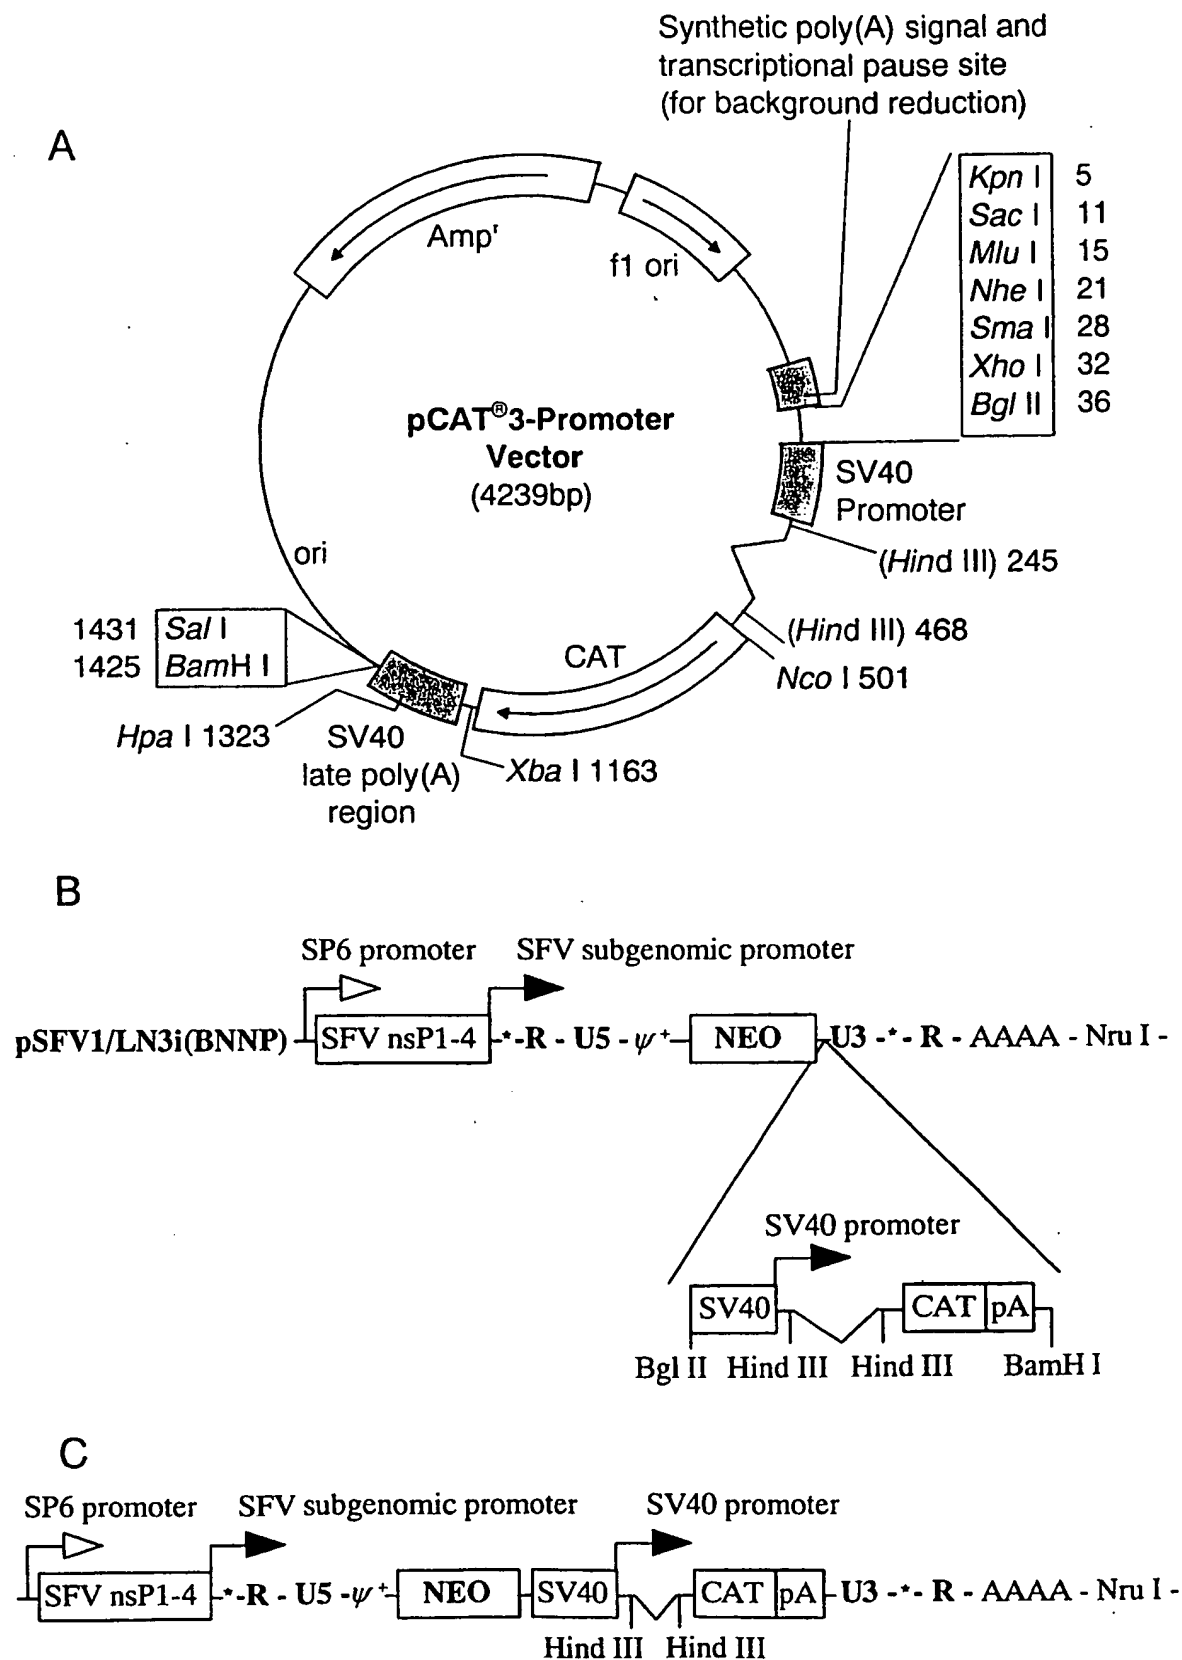 Synthetic poly(A) signal and
transcriptional pause site
(for background reduction)
A
Kpn I 5
Sac I 11
Mlu I 15
Nhe I 21
Sma I 28
Xho I 32
Bgl II 36
Ampʳ
f1 ori
pCAT®3-Promoter
Vector
(4239bp)
SV40
Promoter
(Hind III) 245
ori
(Hind III) 468
Nco I 501
CAT
1431 Sal I
1425 BamH I
Hpa I 1323
SV40
late poly(A)
region
Xba I 1163
B
SP6 promoter SFV subgenomic promoter
pSFV1/LN3i(BNNP) SFV nsP1-4 -*-R - U5 -ψ⁺- NEO U3 -*- R - AAAA - Nru I -
SV40 promoter
SV40 CAT pA
Bgl II Hind III Hind III BamH I
C
SP6 promoter SFV subgenomic promoter SV40 promoter
SFV nsP1-4 -*-R - U5 -ψ⁺- NEO SV40 CAT pA U3 -*- R - AAAA - Nru I -
Hind III Hind III